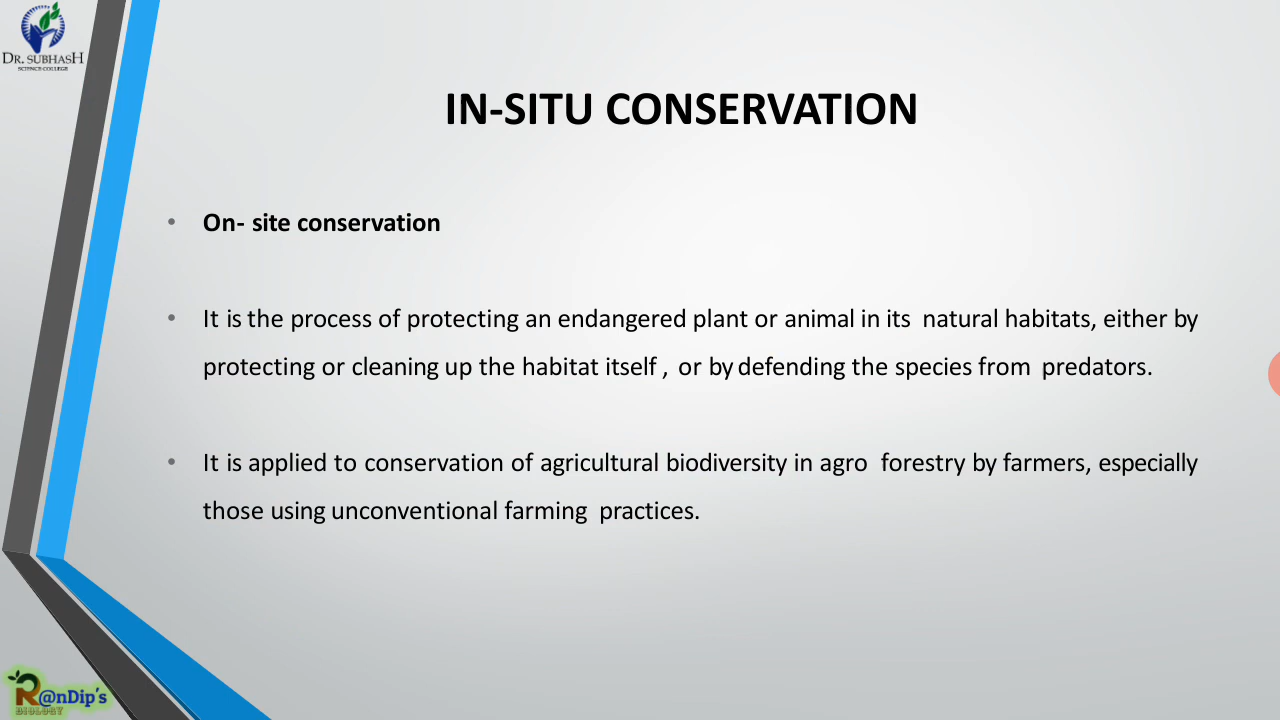 DR. SUBHASH
SCIENCE COLLEGE
IN-SITU CONSERVATION
• On- site conservation
• It is the process of protecting an endangered plant or animal in its natural habitats, either by
protecting or cleaning up the habitat itself , or by defending the species from predators.
• It is applied to conservation of agricultural biodiversity in agro forestry by farmers, especially
those using unconventional farming practices.
R@nDip's
BIOLOGY